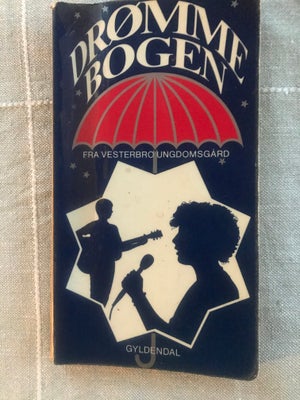 DRØMME
BOGEN
FRA VESTERBRO UNGDOMSGÅRD
GYLDENDAL